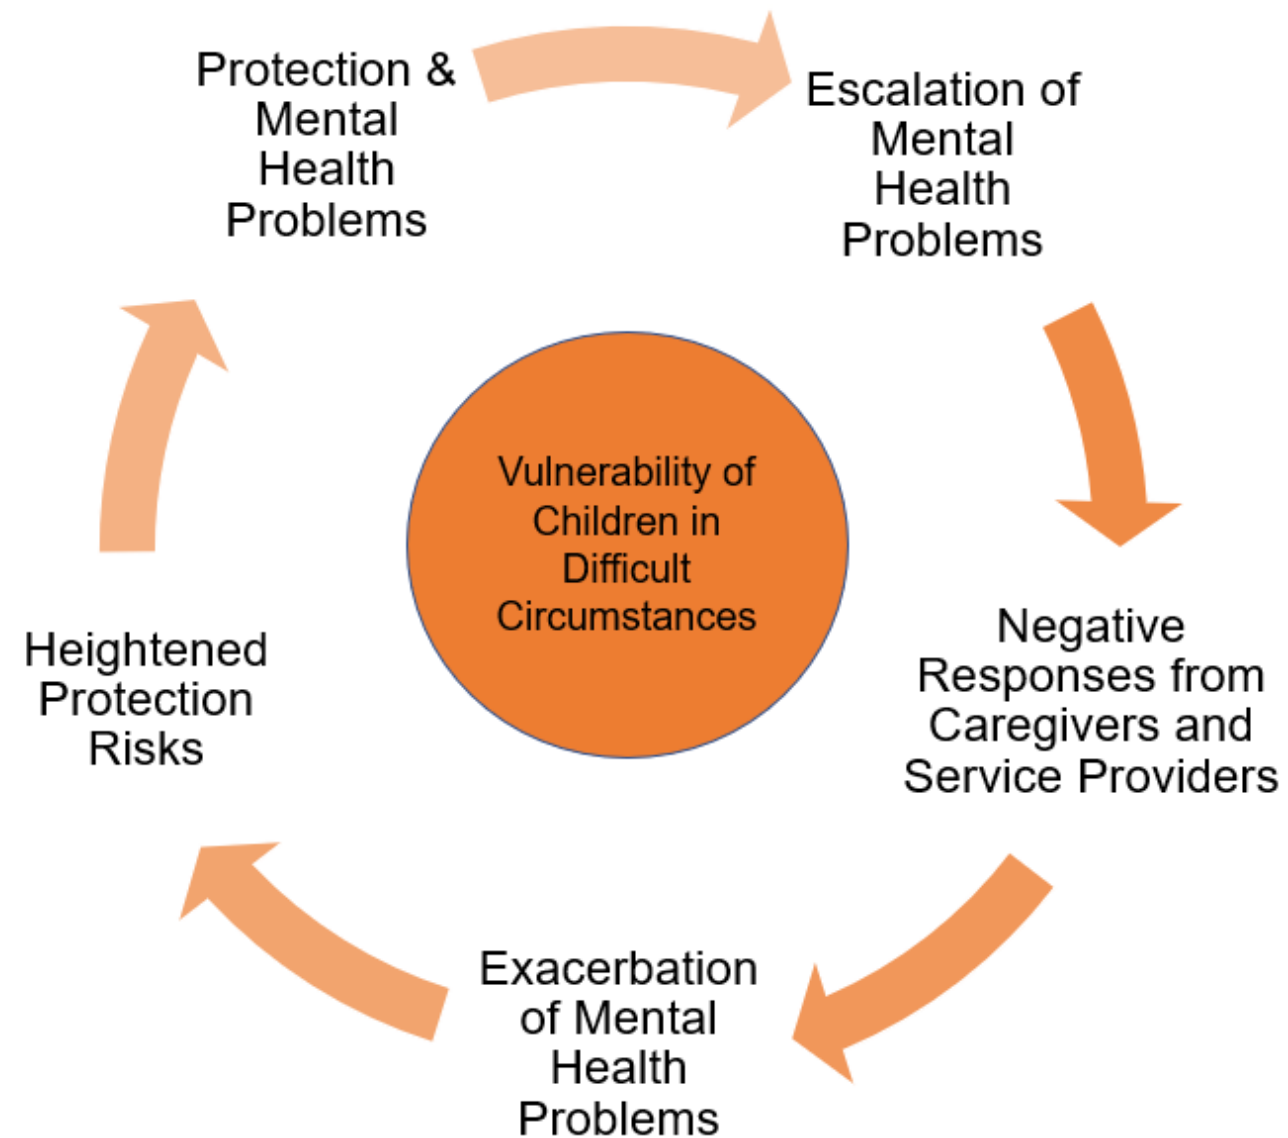 Protection &
Mental
Health
Problems
Escalation of
Mental
Health
Problems
Vulnerability of
Children in
Difficult
Circumstances
Negative
Responses from
Caregivers and
Service Providers
Exacerbation
of Mental
Health
Problems
Heightened
Protection
Risks